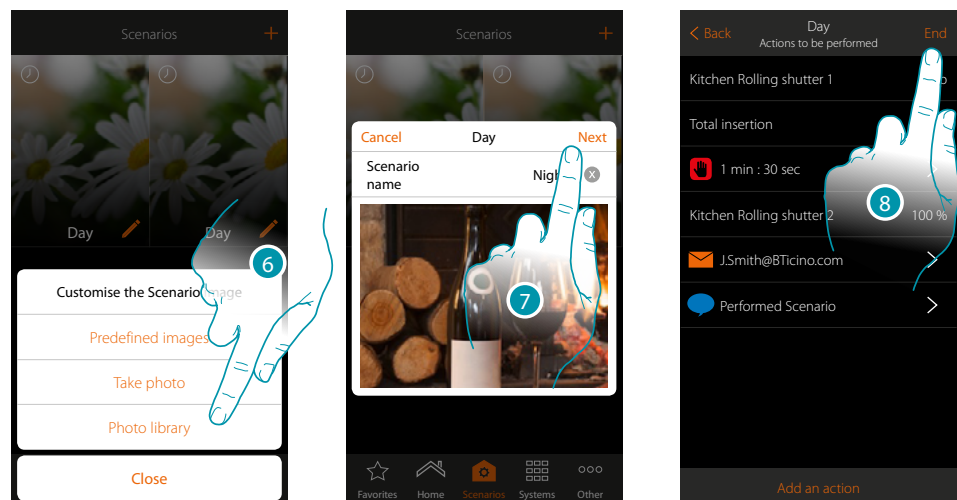 Scenarios +
Day
Day
Customise the Scenario image
Predefined images
Take photo
Photo library
Close
6
Scenarios +
Cancel Day Next
Scenario name
Nigh
x
7
Favorites Home Scenarios Systems Other
< Back Day End
Actions to be performed
Kitchen Rolling shutter 1
Total insertion
1 min : 30 sec
Kitchen Rolling shutter 2 100 %
J.Smith@BTicino.com
Performed Scenario
8
Add an action